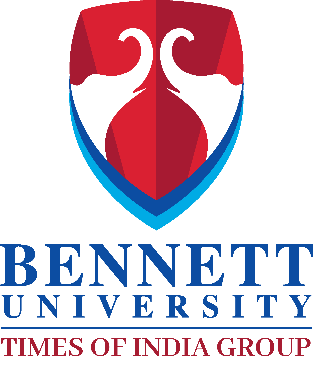 BENNETT
UNIVERSITY
TIMES OF INDIA GROUP